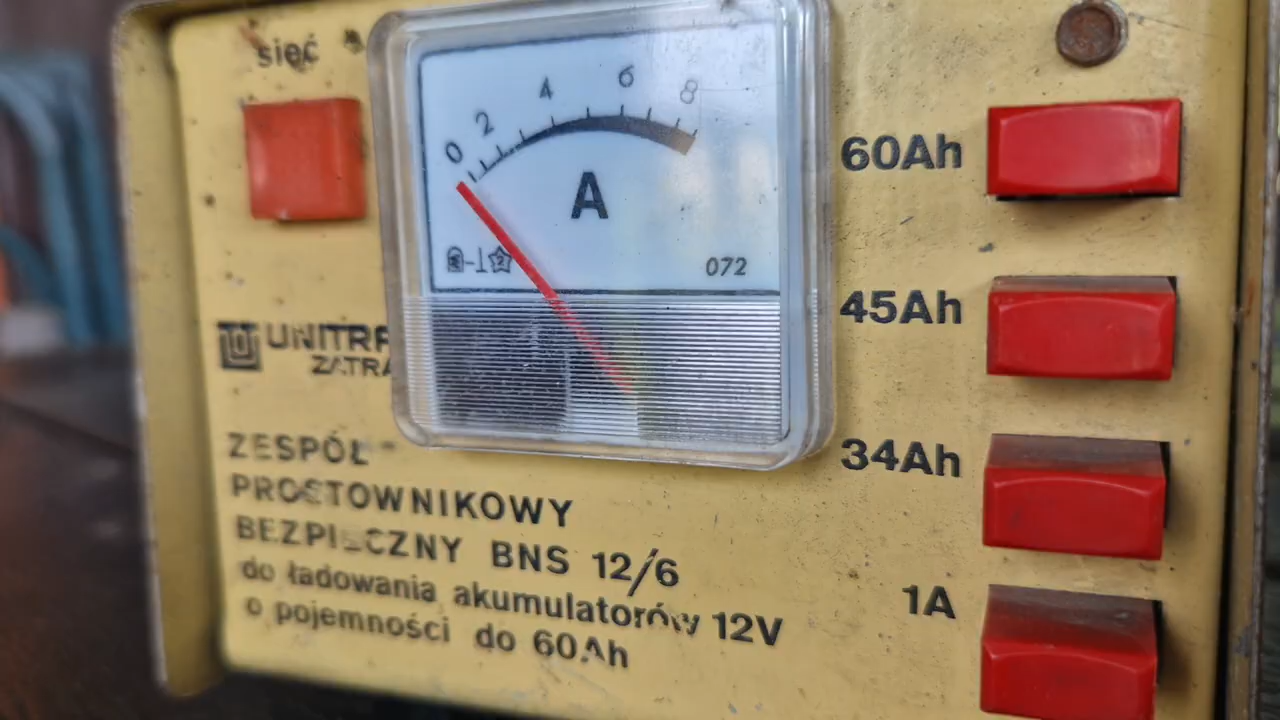 sięć
0 2 4 6 8
A
072
UNITRA
ZATRA
ZESPÓŁ
PROSTOWNIKOWY
BEZPIECZNY BNS 12/6
do ładowania akumulatorów 12V
o pojemności do 60Ah
60Ah
45Ah
34Ah
1A